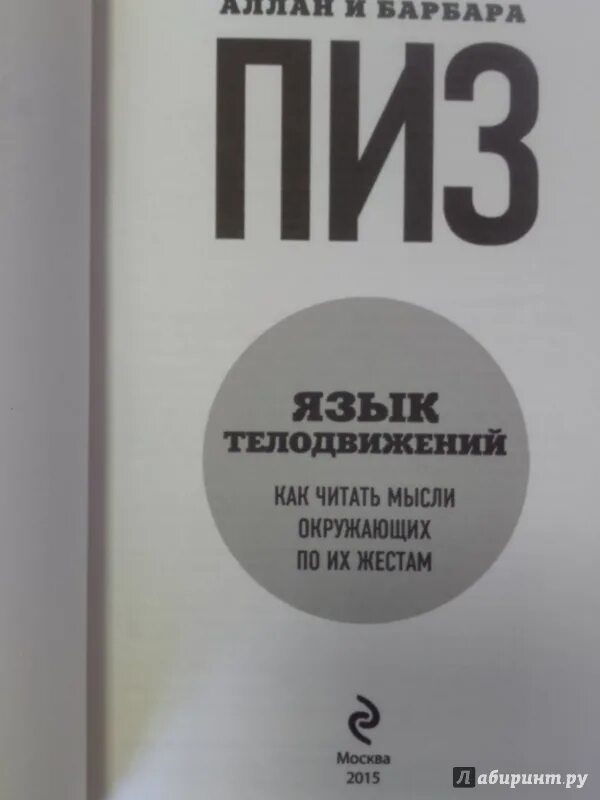 АЛЛАН И БАРБАРА
ПИЗ
ЯЗЫК
ТЕЛОДВИЖЕНИЙ
КАК ЧИТАТЬ МЫСЛИ
ОКРУЖАЮЩИХ
ПО ИХ ЖЕСТАМ
Москва
2015
Лабиринт.ру